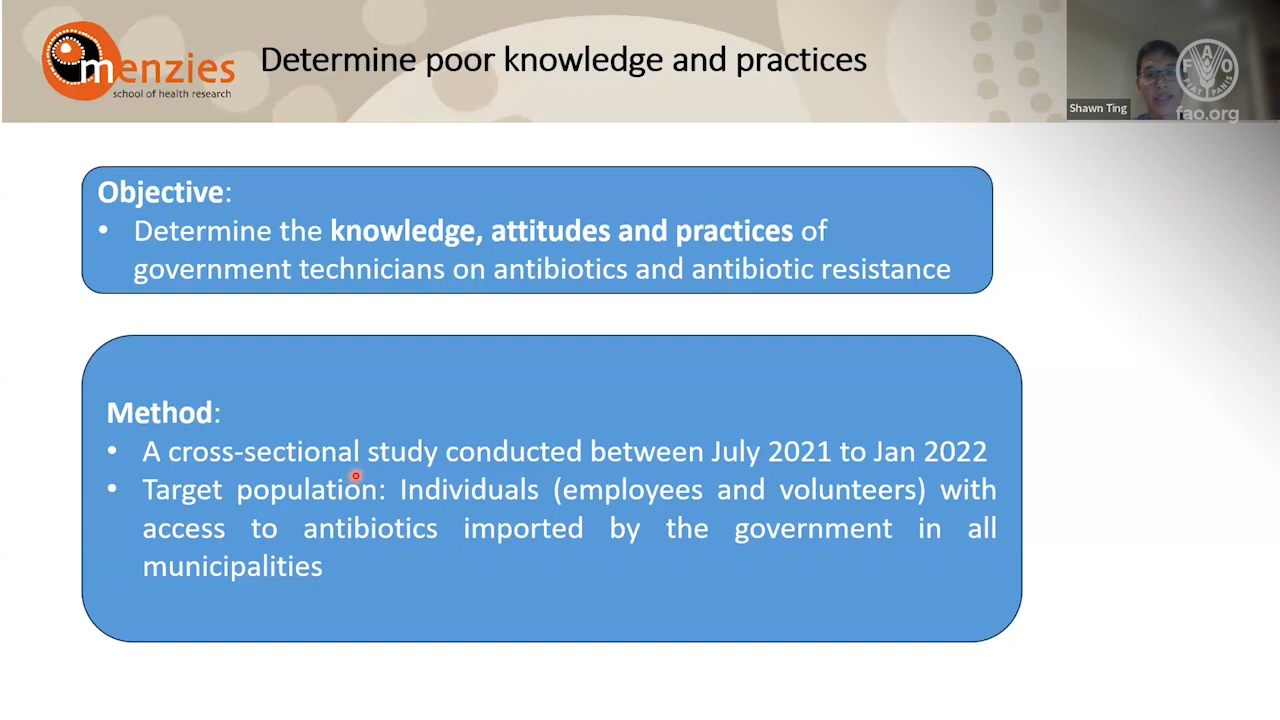 menzies
school of health research
Determine poor knowledge and practices
Shawn Ting
F A O
FIAT PANIS
fao.org
Objective:
• Determine the knowledge, attitudes and practices of
government technicians on antibiotics and antibiotic resistance
Method:
• A cross-sectional study conducted between July 2021 to Jan 2022
• Target population: Individuals (employees and volunteers) with
access to antibiotics imported by the government in all
municipalities